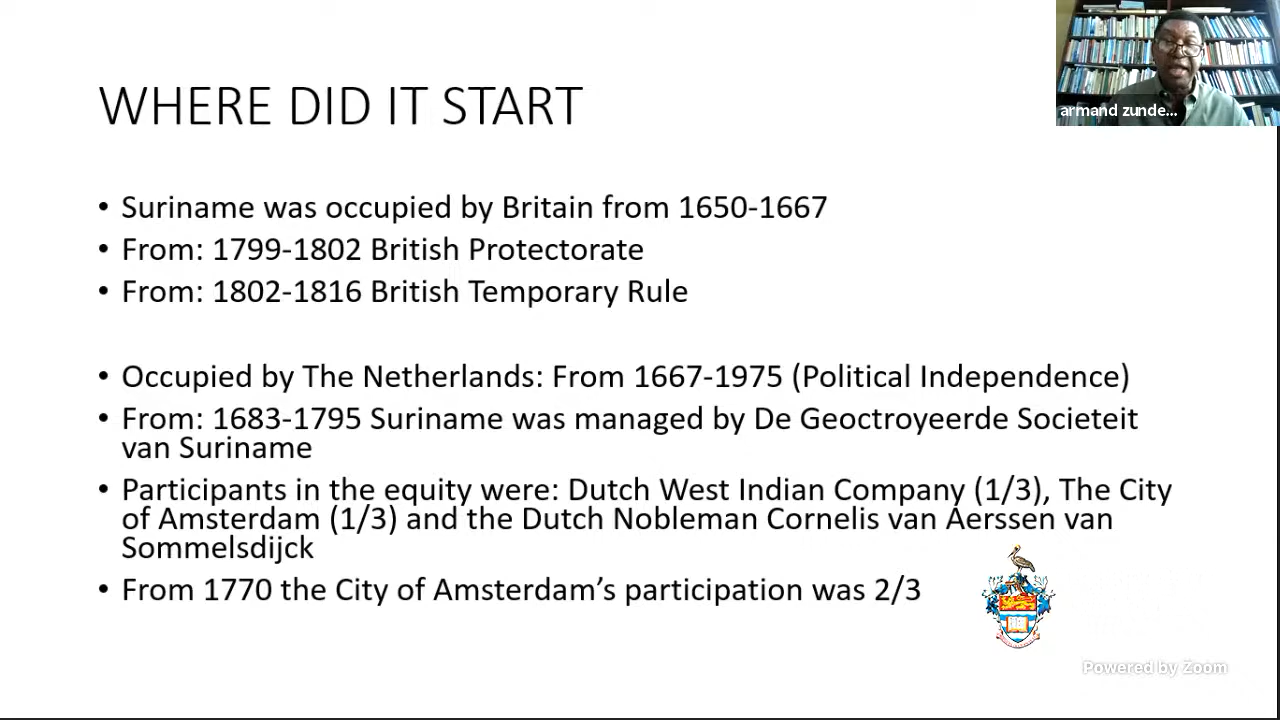 armand zunde...
WHERE DID IT START
• Suriname was occupied by Britain from 1650-1667
• From: 1799-1802 British Protectorate
• From: 1802-1816 British Temporary Rule
• Occupied by The Netherlands: From 1667-1975 (Political Independence)
• From: 1683-1795 Suriname was managed by De Geoctroyeerde Societeit
van Suriname
• Participants in the equity were: Dutch West Indian Company (1/3), The City
of Amsterdam (1/3) and the Dutch Nobleman Cornelis van Aerssen van
Sommelsdijck
• From 1770 the City of Amsterdam’s participation was 2/3
Powered by Zoom